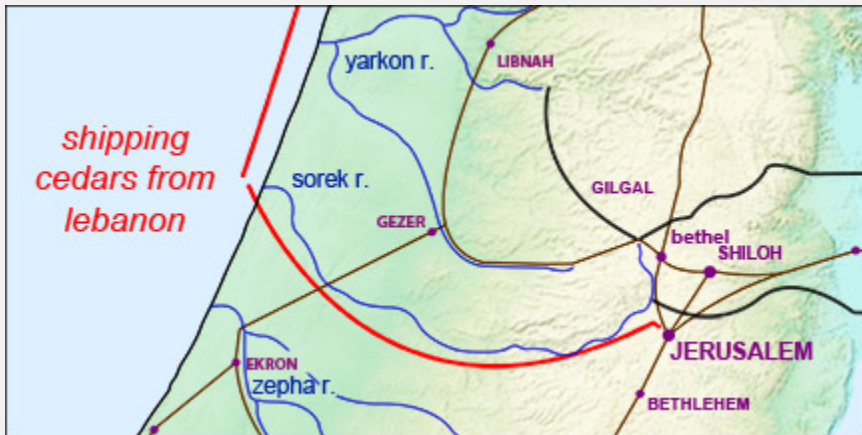 LIBNAH
yarkon r.
shipping
cedars from
lebanon
sorek r.
GILGAL
GEZER
bethel
SHILOH
JERUSALEM
EKRON
zepha r.
BETHLEHEM